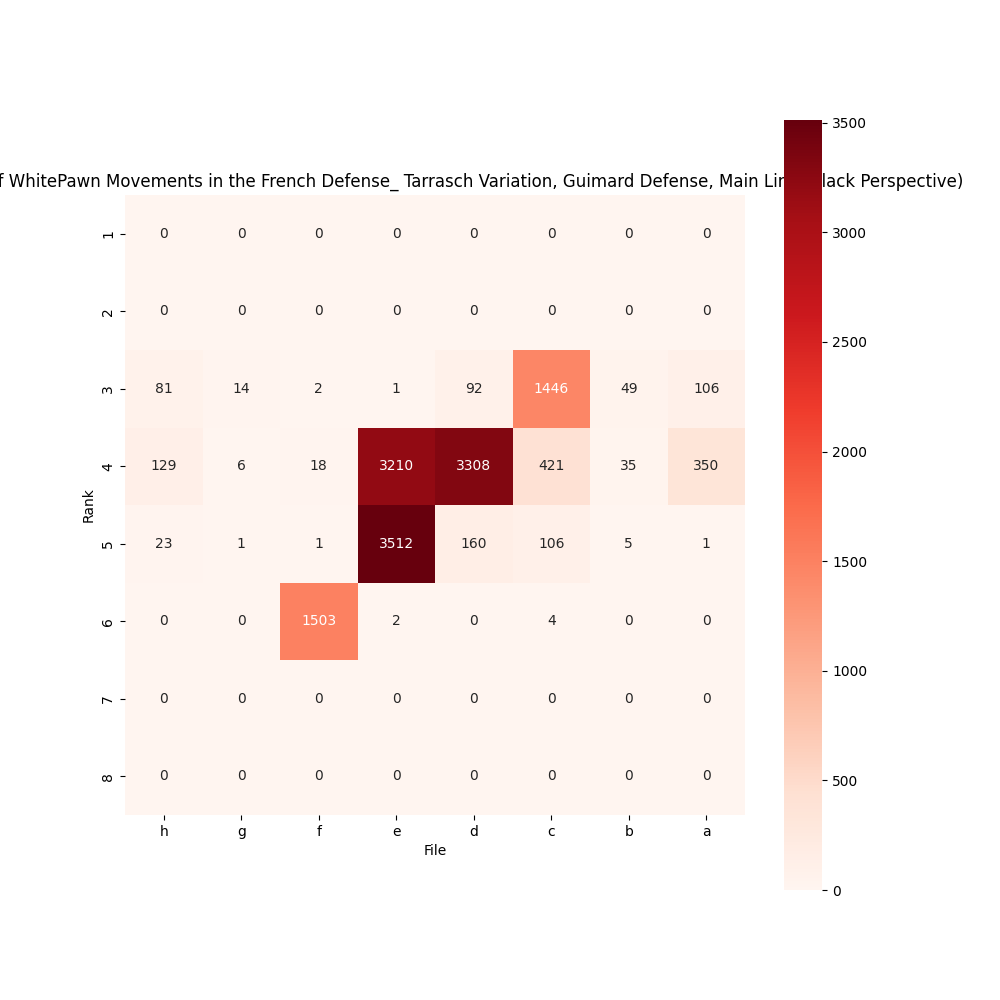 f WhitePawn Movements in the French Defense_ Tarrasch Variation, Guimard Defense, Main Lin lack Perspective)
3500
3000
2500
2000
1500
1000
500
0
Rank
1 0 0 0 0 0 0 0 0
2 0 0 0 0 0 0 0 0
3 81 14 2 1 92 1446 49 106
4 129 6 18 3210 3308 421 35 350
5 23 1 1 3512 160 106 5 1
6 0 0 1503 2 0 4 0 0
7 0 0 0 0 0 0 0 0
8 0 0 0 0 0 0 0 0
h g f e d c b a
File